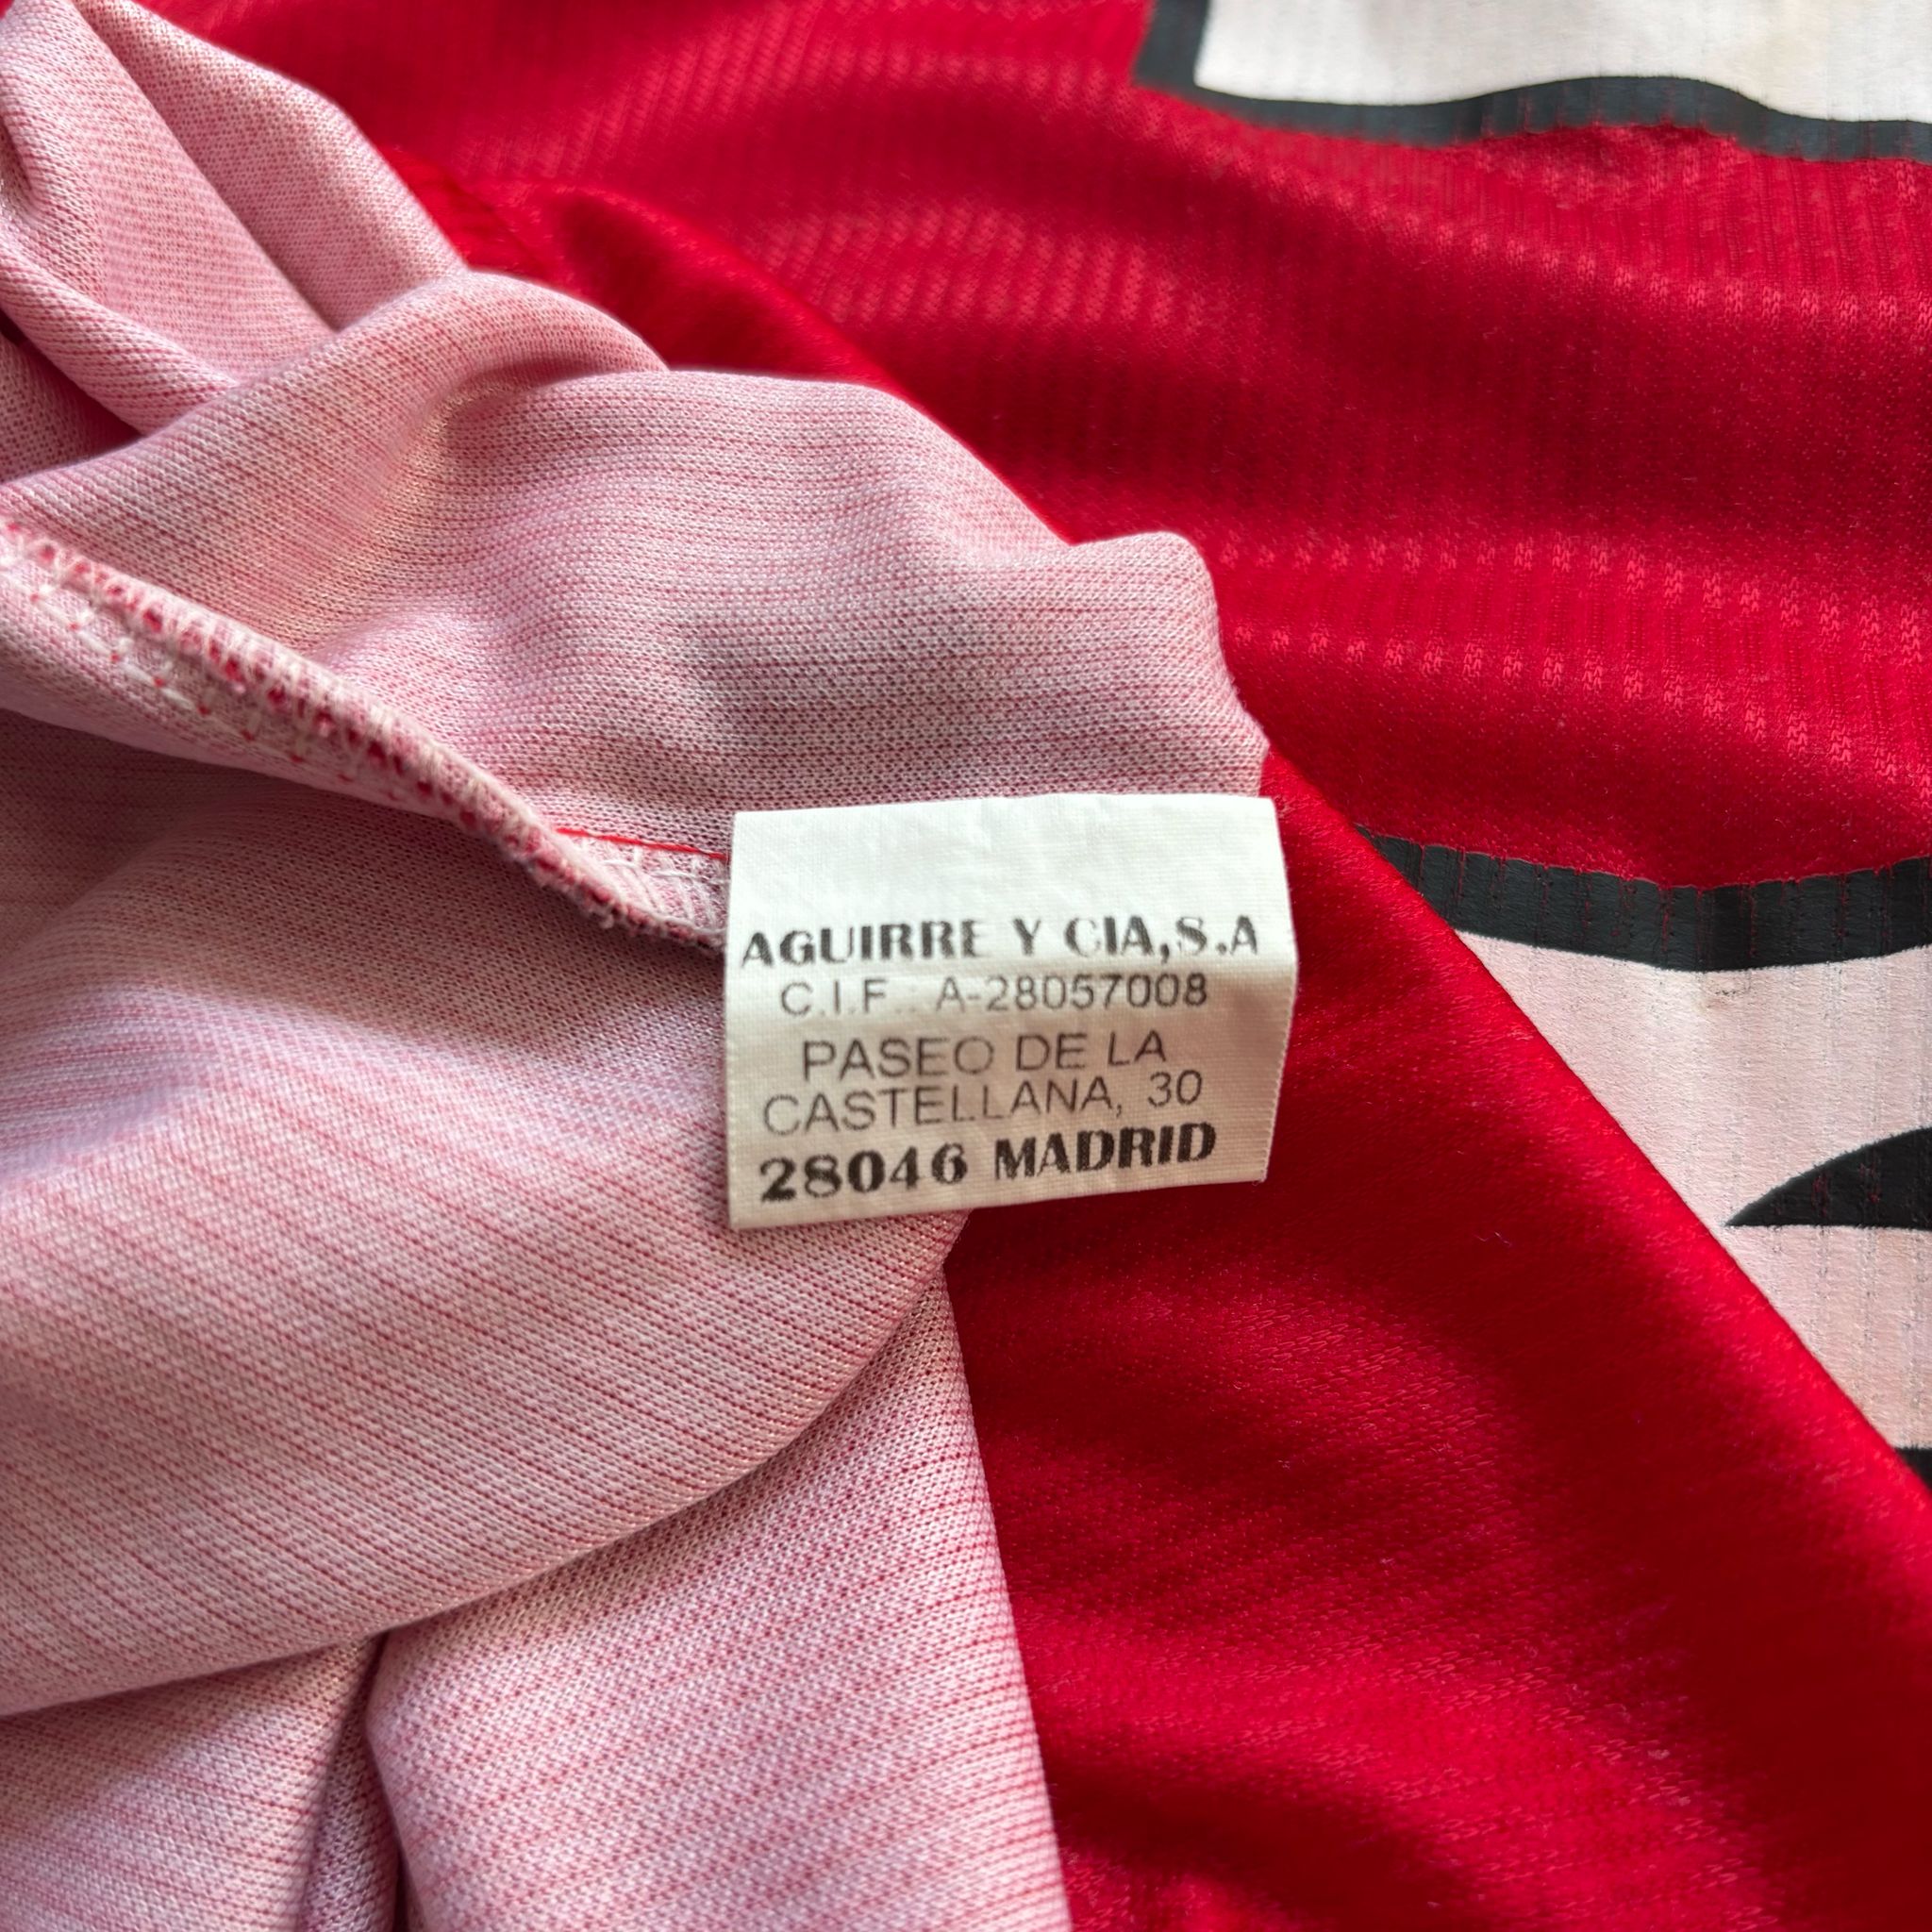 AGUIRRE Y CIA,S.A
C.I.F.: A-28057008
PASEO DE LA
CASTELLANA, 30
28046 MADRID